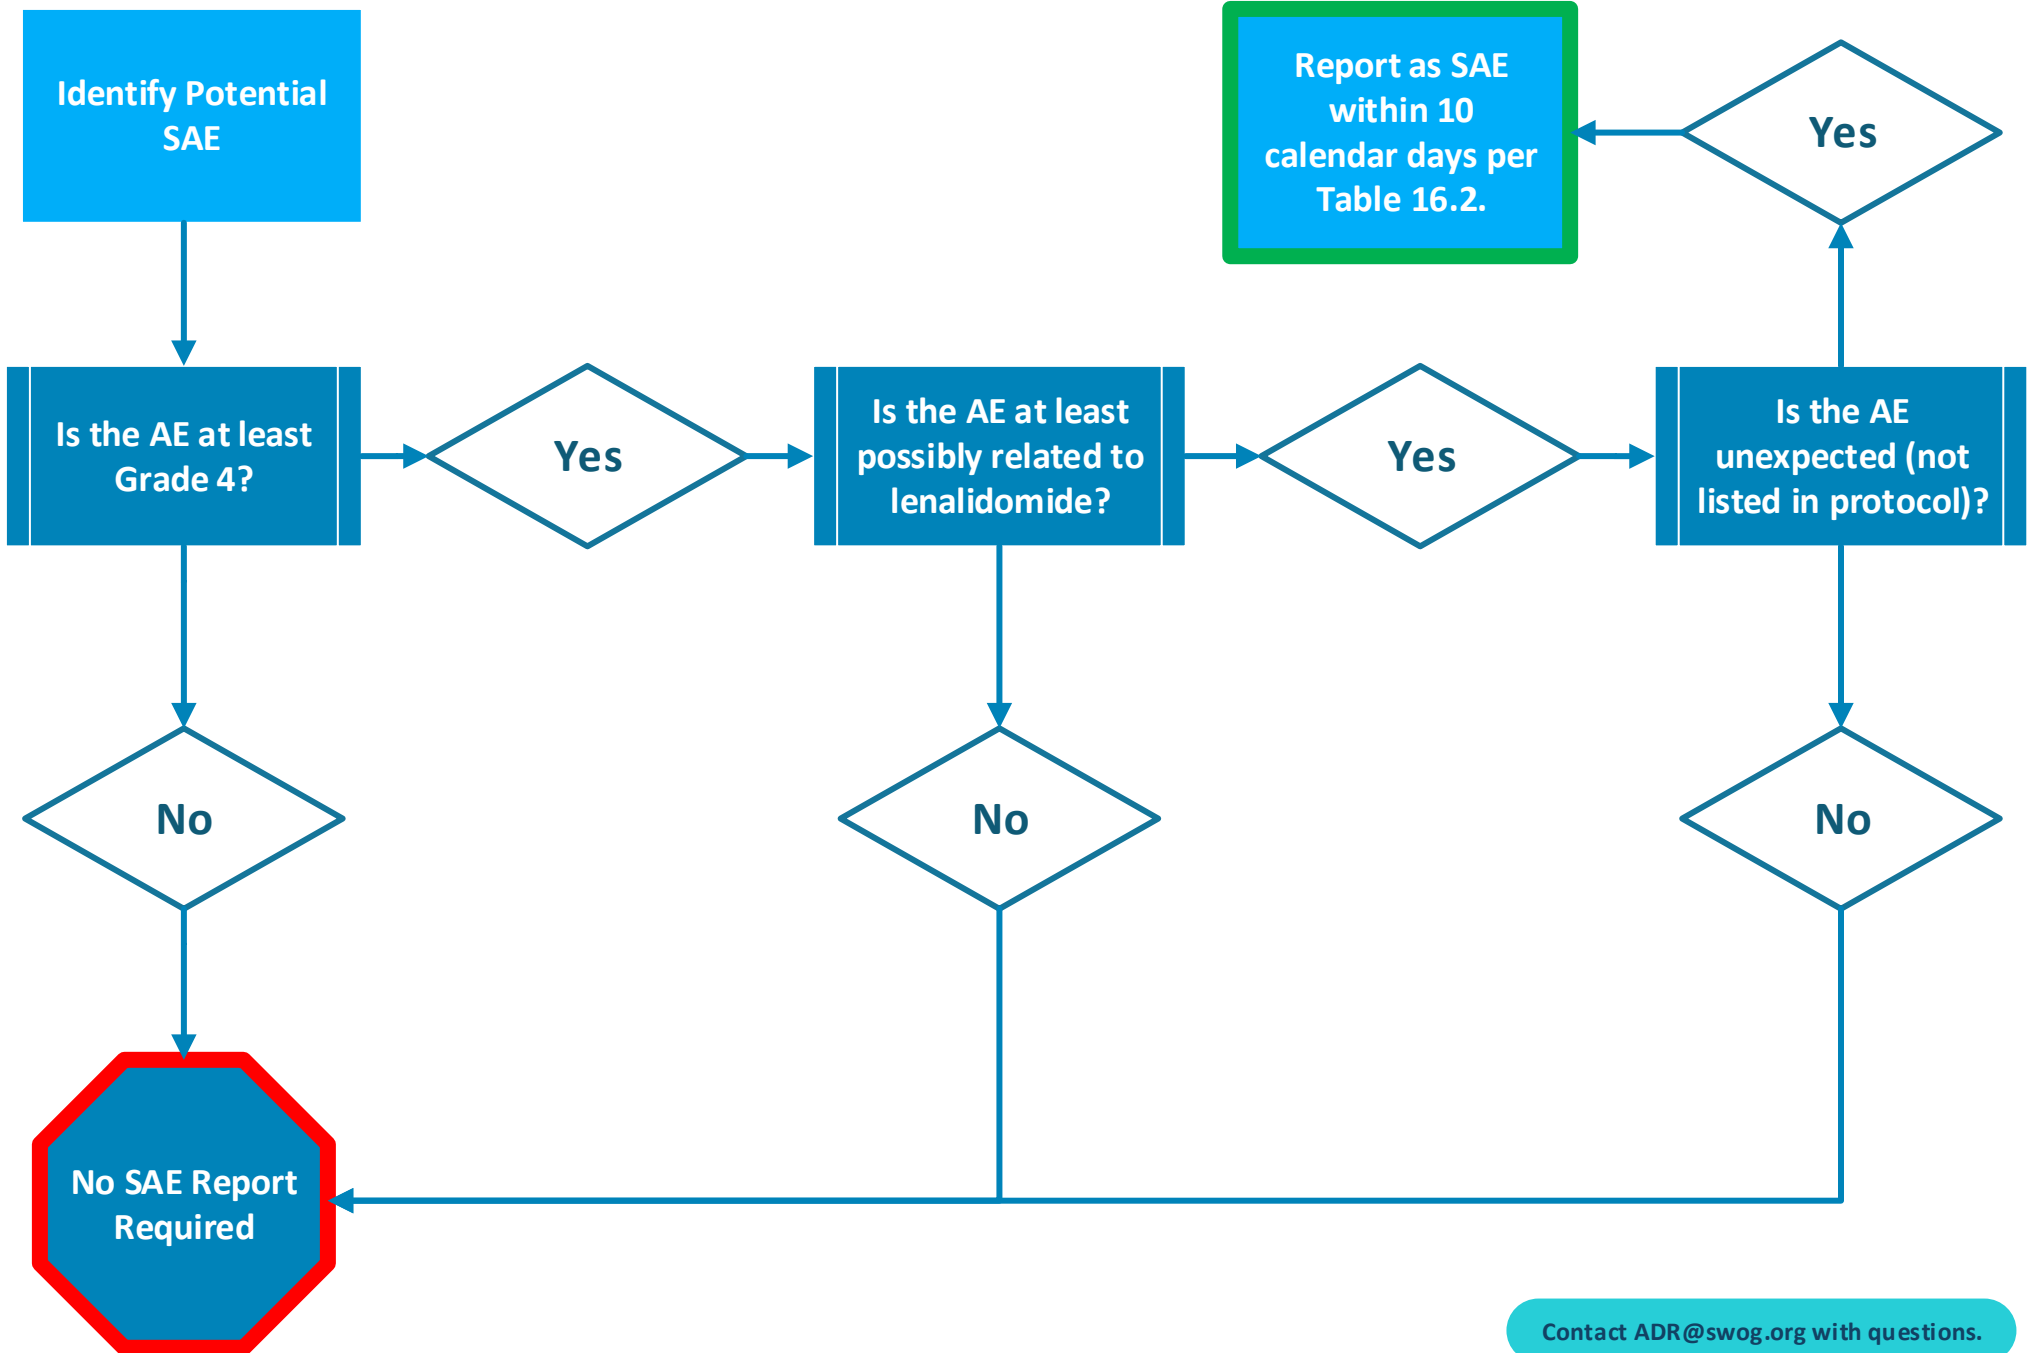 Identify Potential
SAE
Report as SAE
within 10
calendar days per
Table 16.2.
Yes
Is the AE at least
Grade 4?
Yes
Is the AE at least
possibly related to
lenalidomide?
Yes
Is the AE
unexpected (not
listed in protocol)?
No
No
No
No SAE Report
Required
Contact ADR@swog.org with questions.